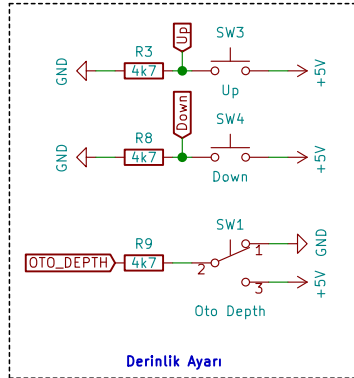 Up
R3
SW3
GND
4k7
+5V
Up
Down
R8
SW4
GND
4k7
+5V
Down
R9
SW1
OTO_DEPTH
4k7
2
1
GND
3
+5V
Oto Depth
Derinlik Ayarı